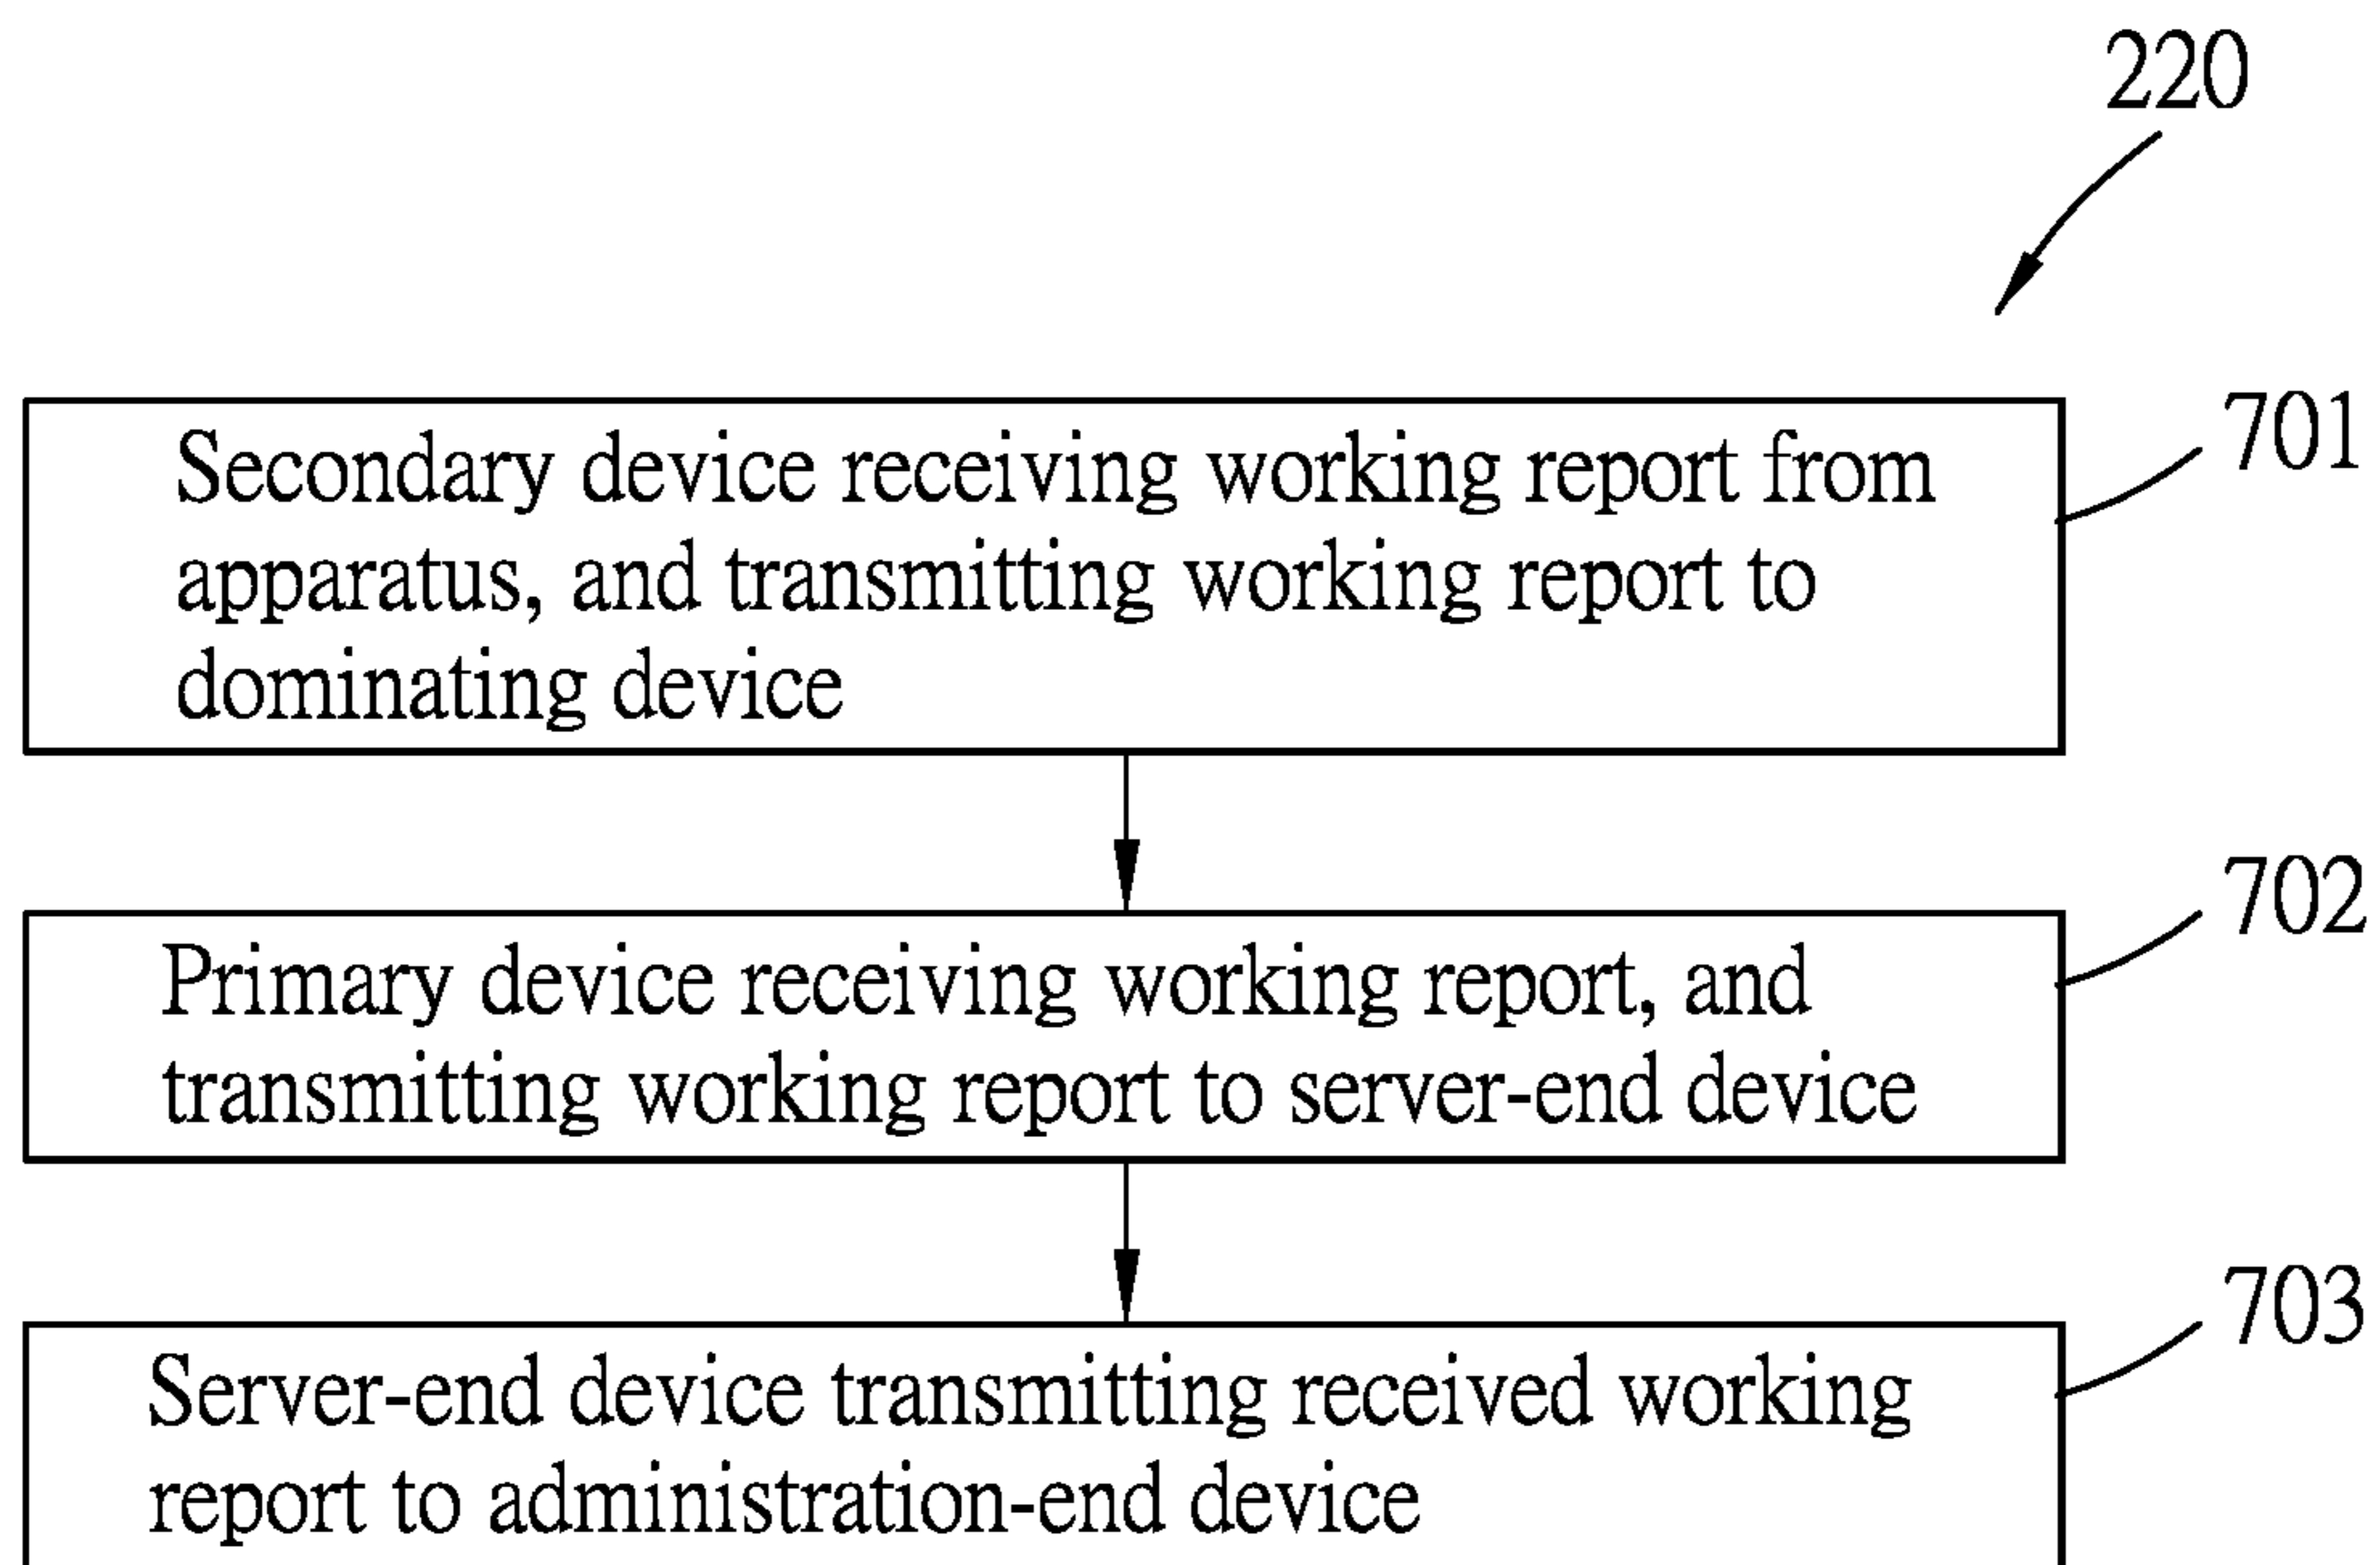 220
701
Secondary device receiving working report from
apparatus, and transmitting working report to
dominating device
702
Primary device receiving working report, and
transmitting working report to server-end device
703
Server-end device transmitting received working
report to administration-end device